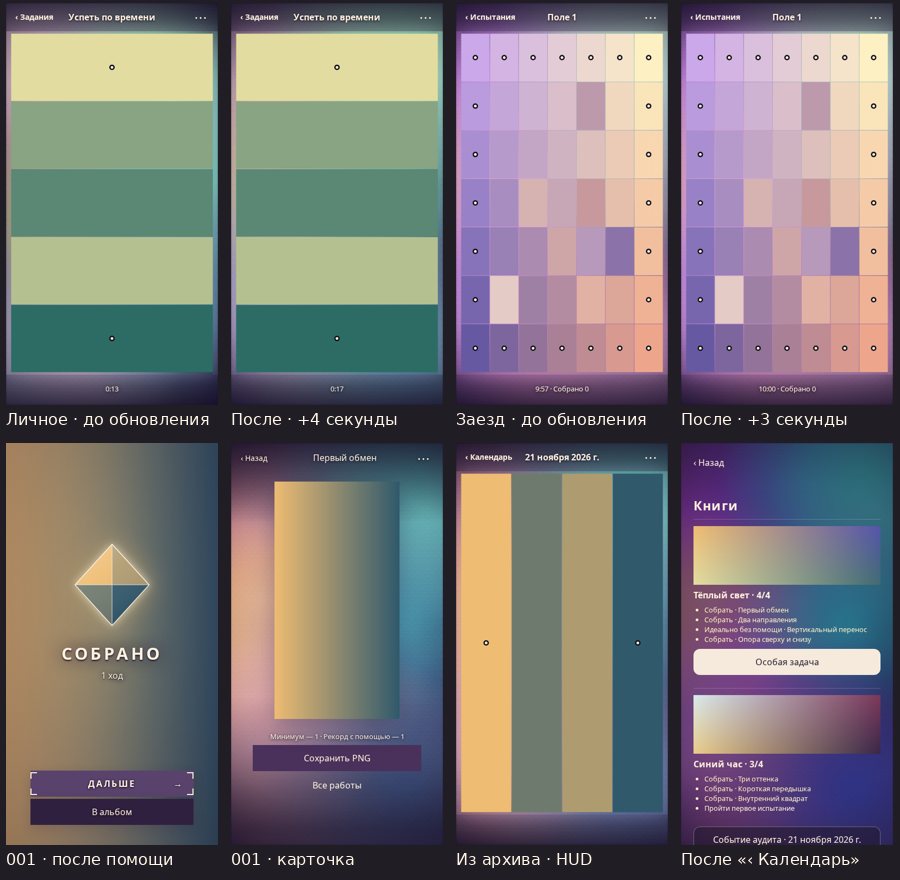 ‹ Задания Успеть по времени ···
0:13
Личное · до обновления
‹ Задания Успеть по времени ···
0:17
После · +4 секунды
‹ Испытания Поле 1 ···
9:57 · Собрано 0
Заезд · до обновления
‹ Испытания Поле 1 ···
10:00 · Собрано 0
После · +3 секунды
СОБРАНО
1 ход
ДАЛЬШЕ →
В альбом
001 · после помощи
‹ Назад Первый обмен ···
Минимум — 1 · Рекорд с помощью — 1
Сохранить PNG
Все работы
001 · карточка
‹ Календарь 21 ноября 2026 г. ···
Из архива · HUD
‹ Назад
Книги
Тёплый свет · 4/4
• Собрать · Первый обмен
• Собрать · Два направления
• Идеально без помощи · Вертикальный перенос
• Собрать · Опора сверху и снизу
Особая задача
Синий час · 3/4
• Собрать · Три оттенка
• Собрать · Короткая передышка
• Собрать · Внутренний квадрат
• Пройти первое испытание
Событие аудита · 21 ноября 2026 г.
После «‹ Календарь»